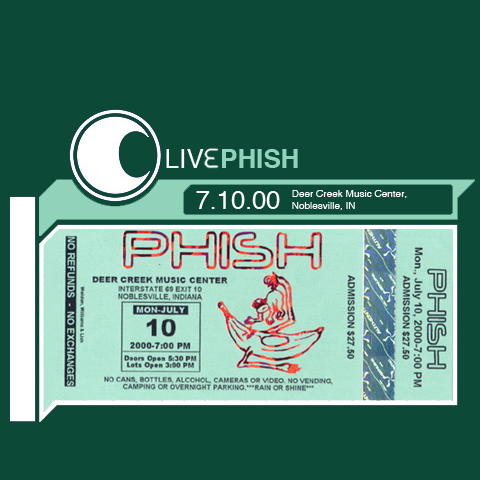 LIVEPHISH
7.10.00
Deer Creek Music Center,
Noblesville, IN
NO REFUNDS - NO EXCHANGES
Watson Williams & Lish
PHISH
DEER CREEK MUSIC CENTER
INTERSTATE 69 EXIT 10
NOBLESVILLE, INDIANA
MON-JULY
10
2000-7:00 PM
Doors Open 5:30 PM
Lots Open 3:00 PM
NO CANS, BOTTLES, ALCOHOL, CAMERAS OR VIDEO. NO VENDING,
CAMPING OR OVERNIGHT PARKING.***RAIN OR SHINE***
ADMISSION $27.50
PHISH
Mon., July 10, 2000-7:00 PM
ADMISSION $27.50